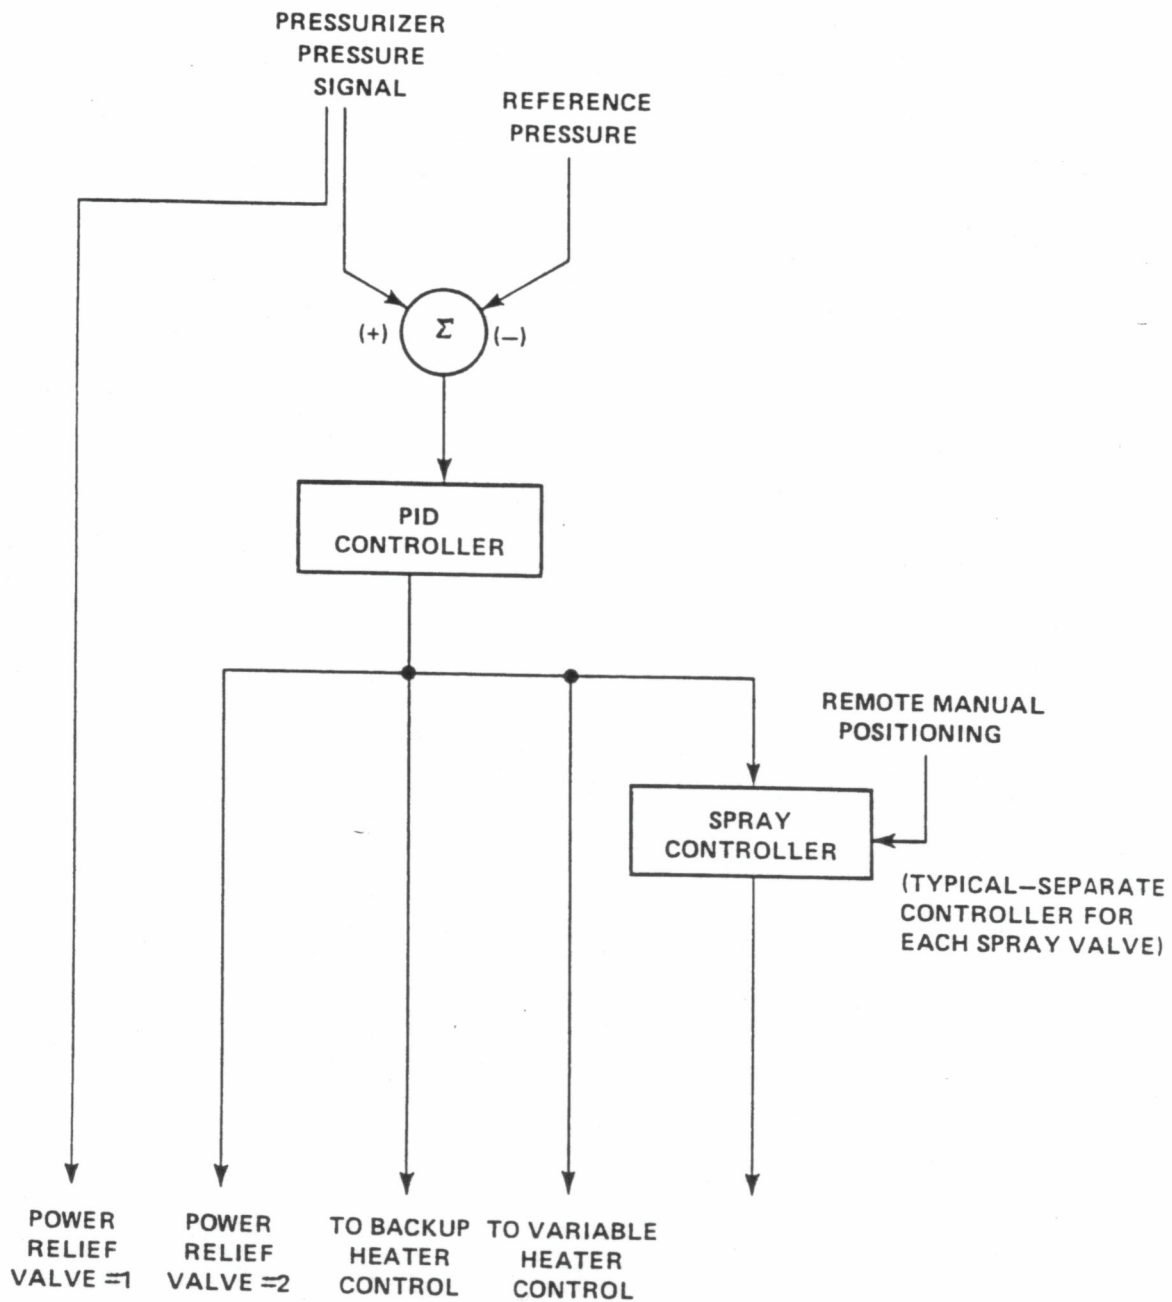 PRESSURIZER
PRESSURE
SIGNAL
REFERENCE
PRESSURE
(+)
Σ
(–)
PID
CONTROLLER
REMOTE MANUAL
POSITIONING
SPRAY
CONTROLLER
(TYPICAL–SEPARATE
CONTROLLER FOR
EACH SPRAY VALVE)
POWER
RELIEF
VALVE =1
POWER
RELIEF
VALVE =2
TO BACKUP
HEATER
CONTROL
TO VARIABLE
HEATER
CONTROL